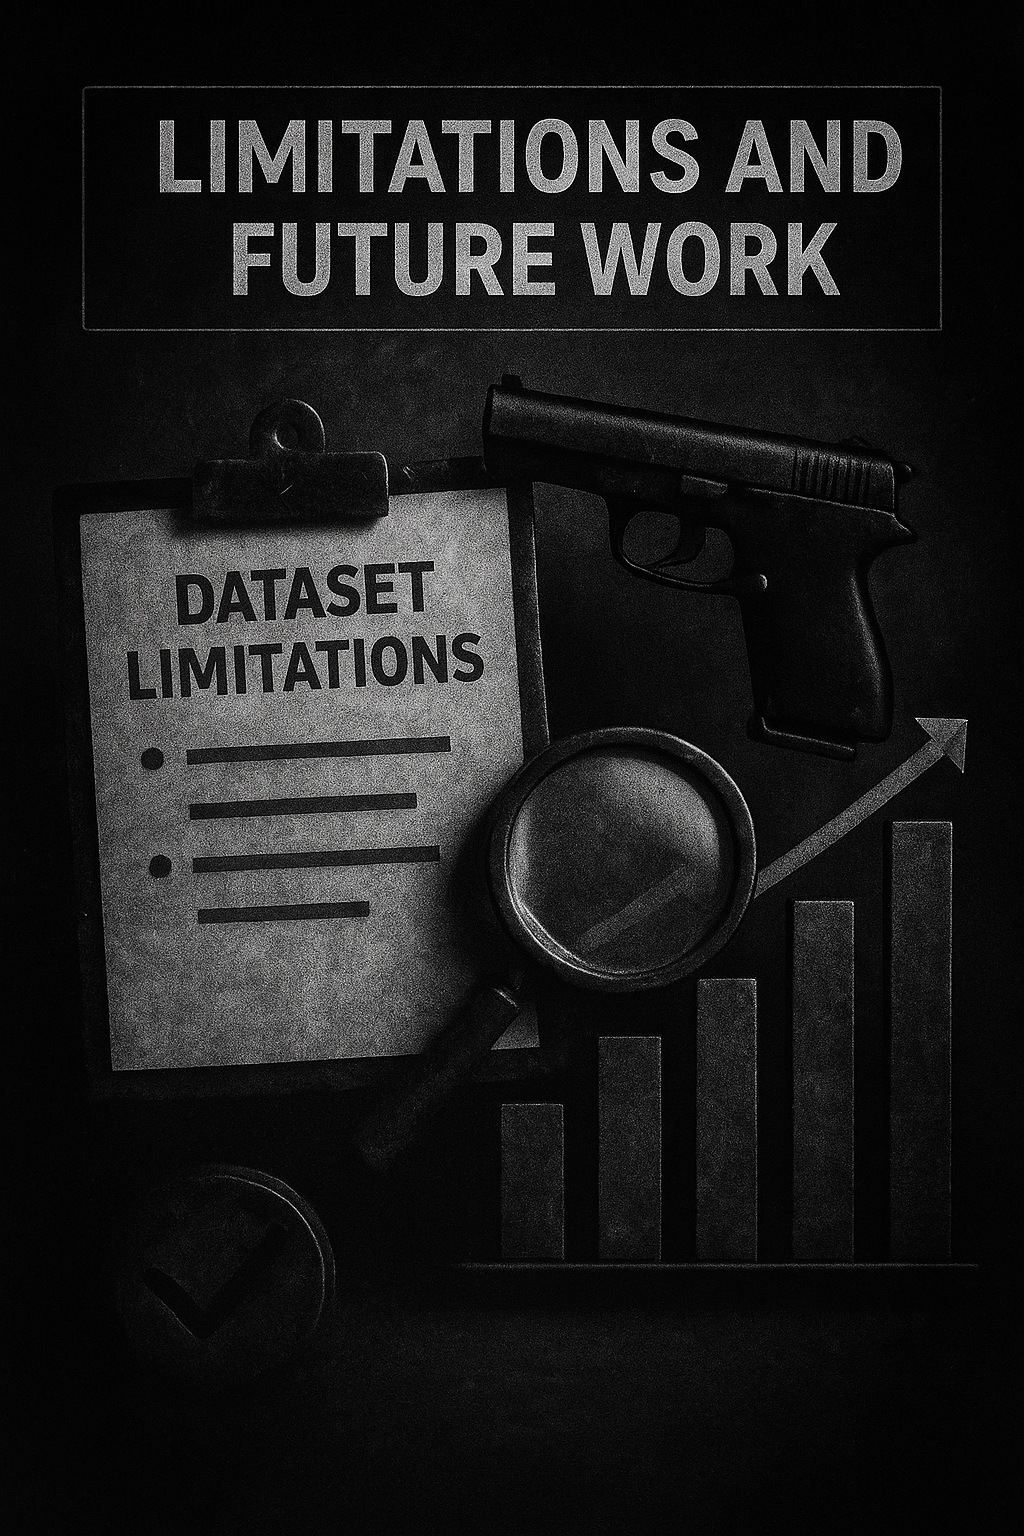 LIMITATIONS AND
FUTURE WORK
DATASET
LIMITATIONS